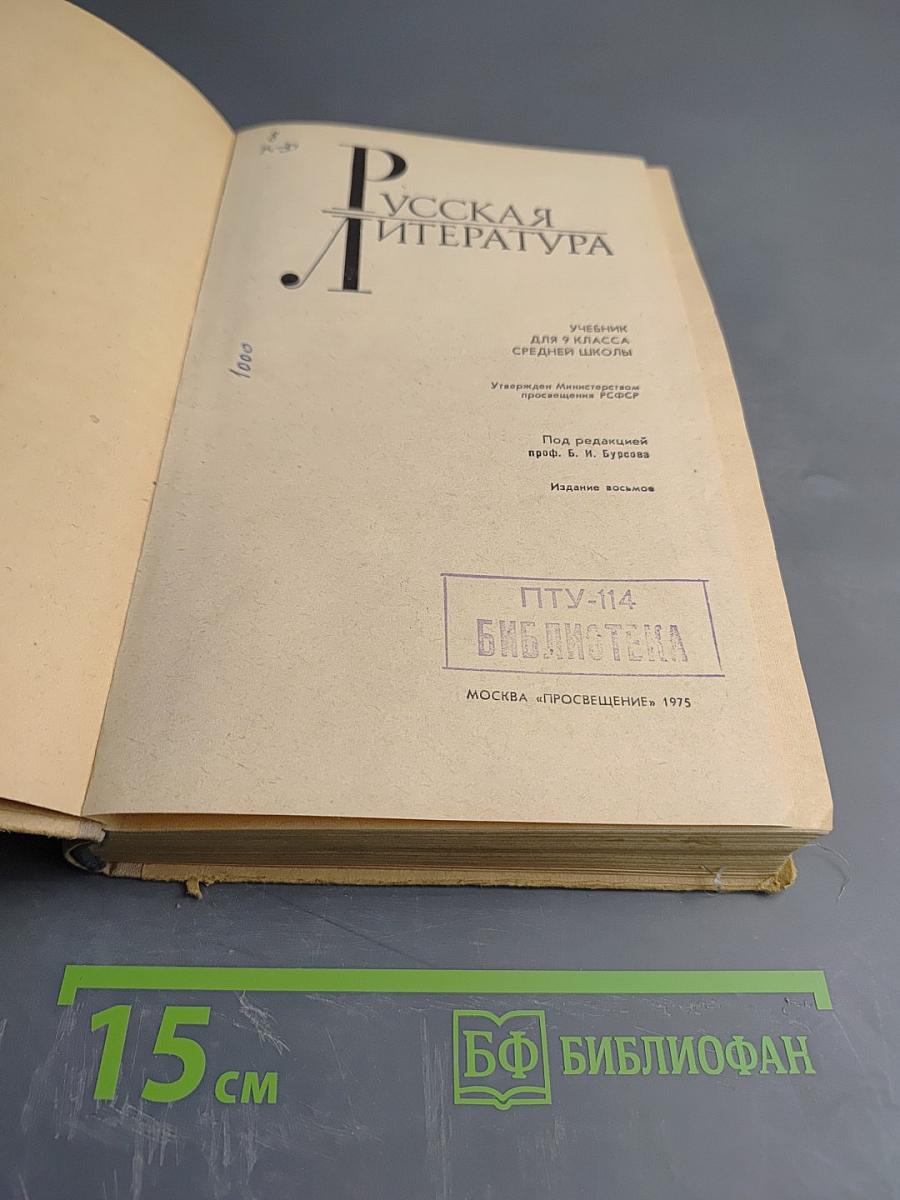 РУССКАЯ
ЛИТЕРАТУРА
1000
УЧЕБНИК
ДЛЯ 9 КЛАССА
СРЕДНЕЙ ШКОЛЫ
Утвержден Министерством
просвещения РСФСР
Под редакцией
проф. Б. И. Бурсова
Издание восьмое
ПТУ-114
БИБЛИОТЕКА
МОСКВА «ПРОСВЕЩЕНИЕ» 1975
15 см
БФ БИБЛИОФАН